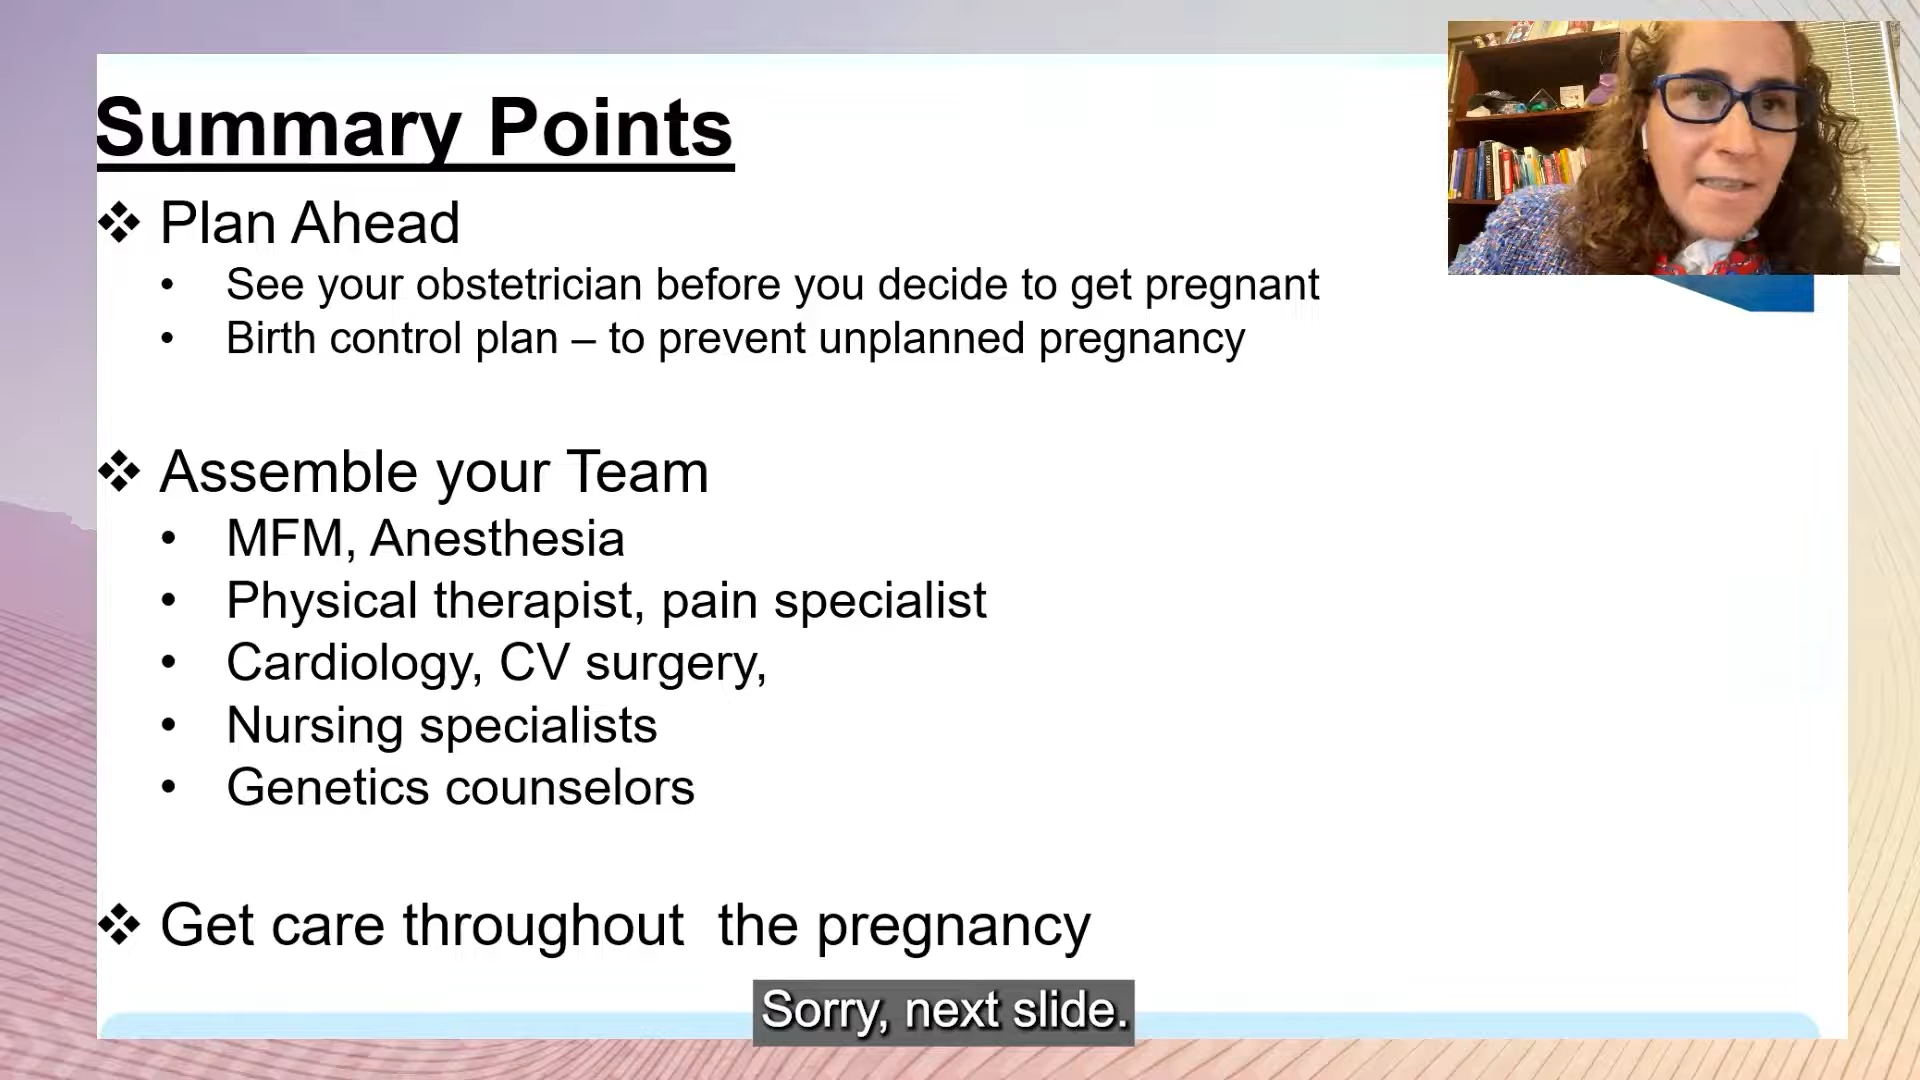 Summary Points
❖ Plan Ahead
• See your obstetrician before you decide to get pregnant
• Birth control plan – to prevent unplanned pregnancy
❖ Assemble your Team
• MFM, Anesthesia
• Physical therapist, pain specialist
• Cardiology, CV surgery,
• Nursing specialists
• Genetics counselors
❖ Get care throughout  the pregnancy
Sorry, next slide.